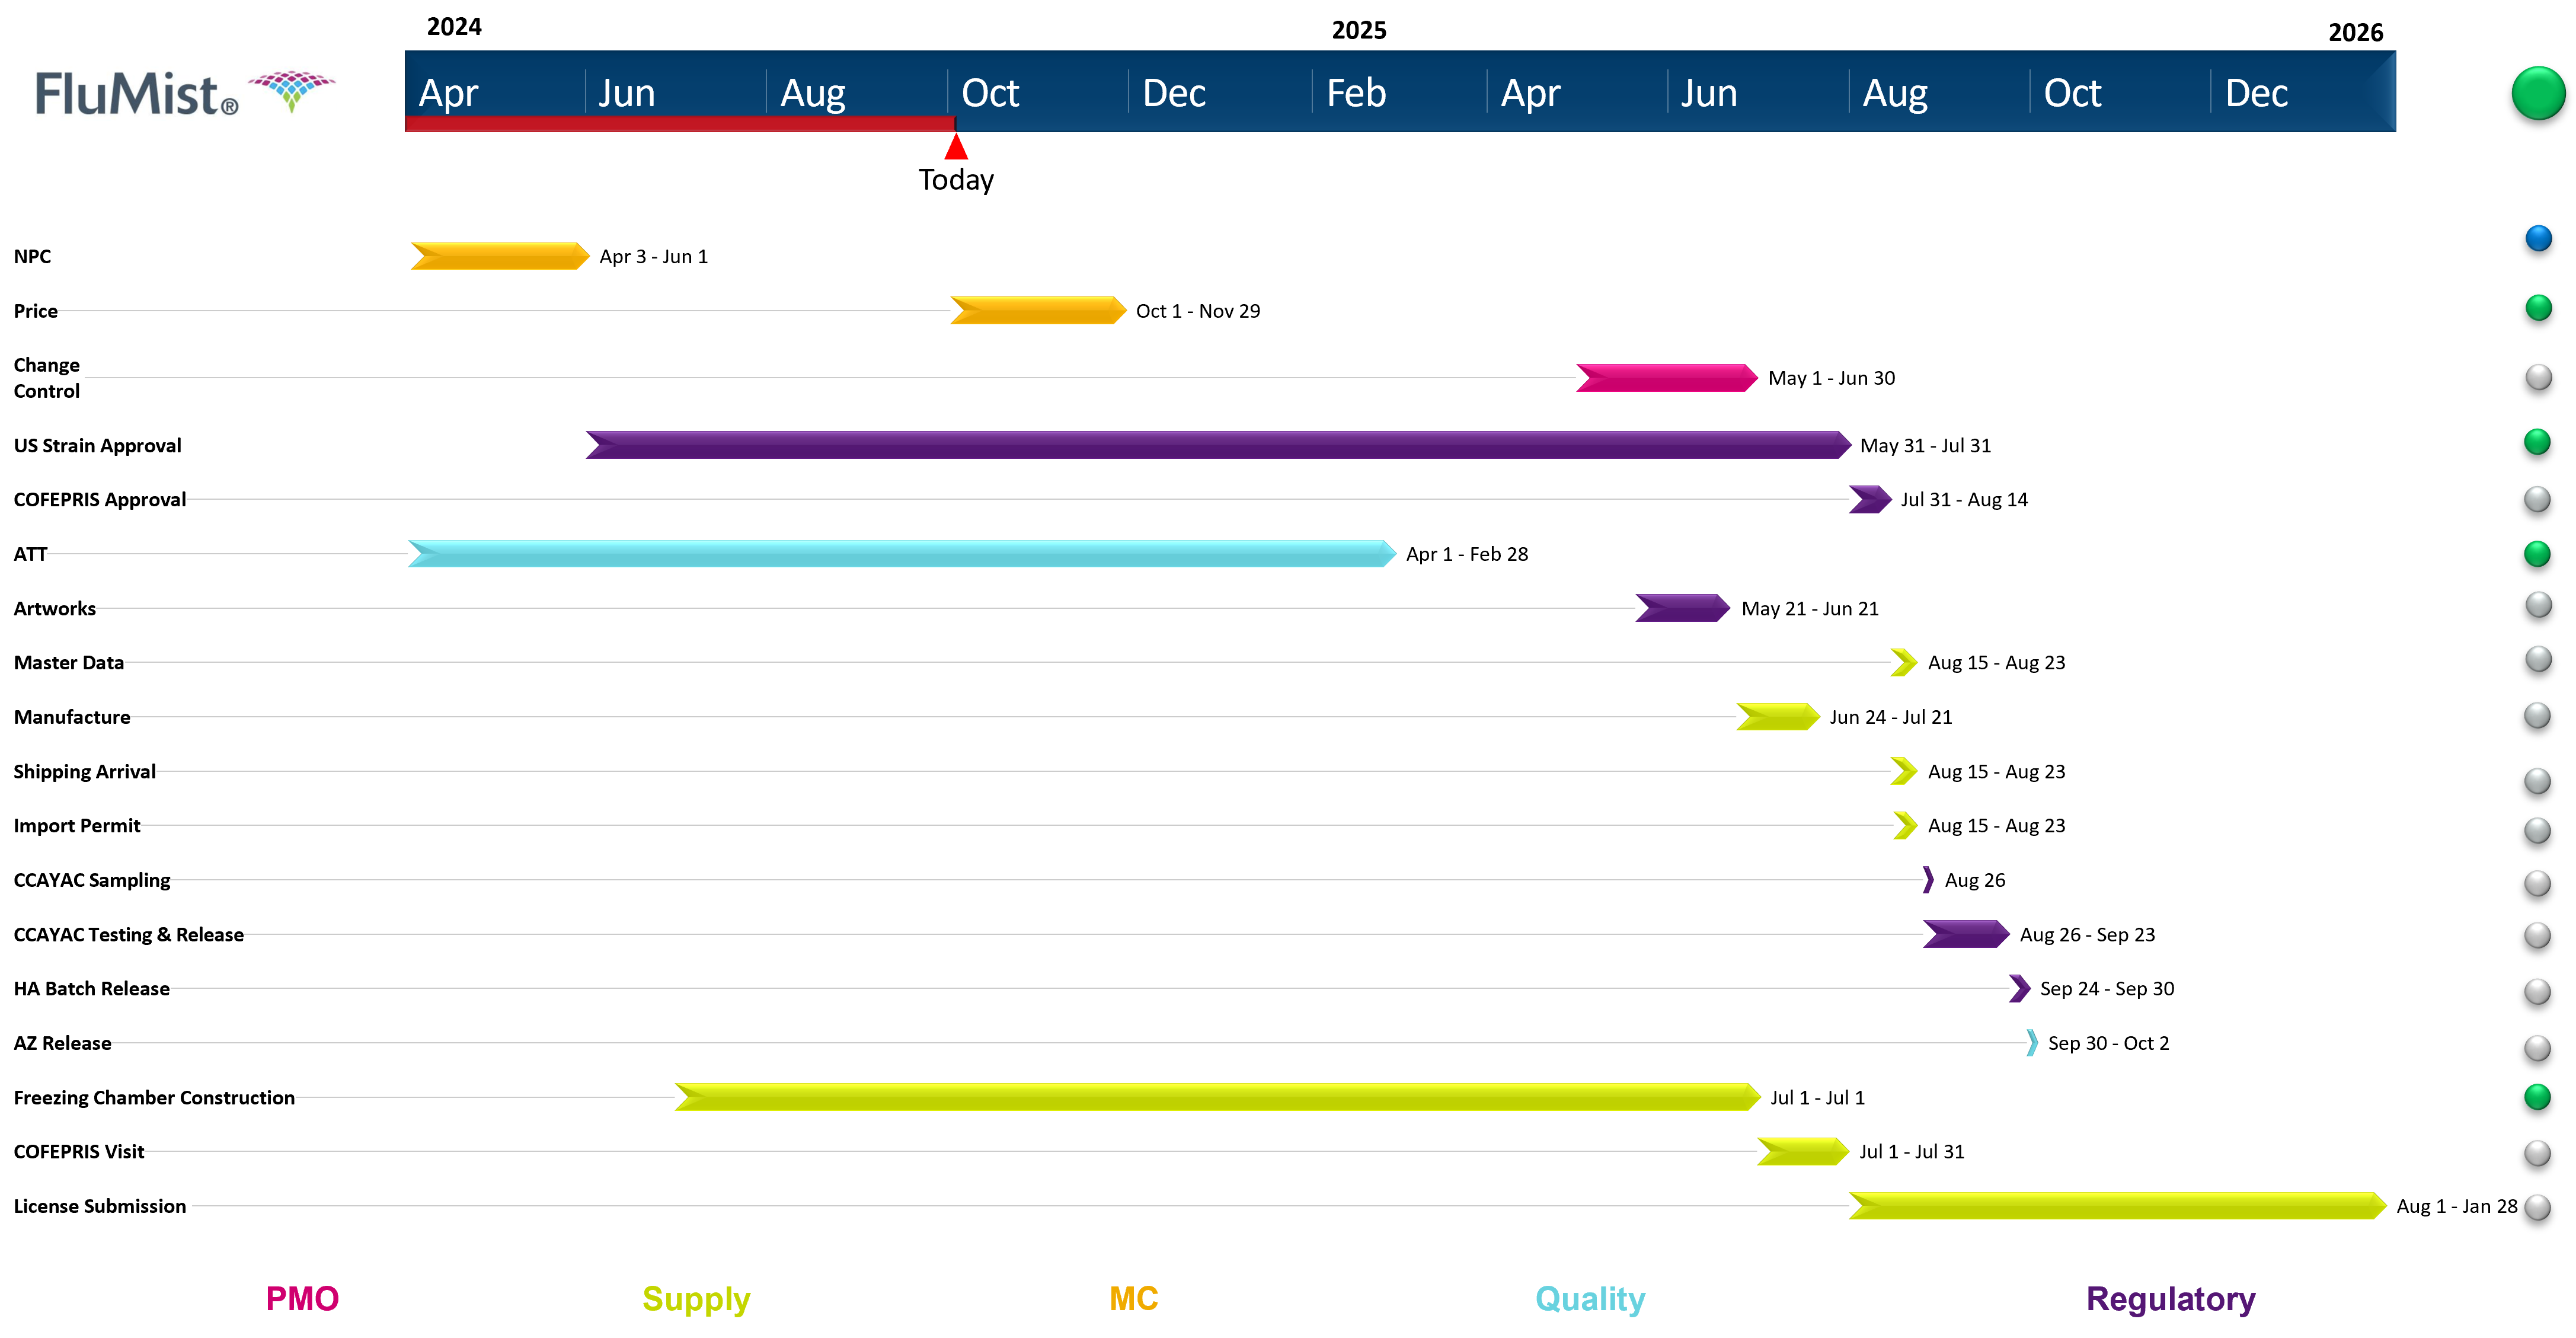 2024 2025 2026
FluMist®
Apr Jun Aug Oct Dec Feb Apr Jun Aug Oct Dec
Today
NPC Apr 3 - Jun 1
Price Oct 1 - Nov 29
Change
Control May 1 - Jun 30
US Strain Approval May 31 - Jul 31
COFEPRIS Approval Jul 31 - Aug 14
ATT Apr 1 - Feb 28
Artworks May 21 - Jun 21
Master Data Aug 15 - Aug 23
Manufacture Jun 24 - Jul 21
Shipping Arrival Aug 15 - Aug 23
Import Permit Aug 15 - Aug 23
CCAYAC Sampling Aug 26
CCAYAC Testing & Release Aug 26 - Sep 23
HA Batch Release Sep 24 - Sep 30
AZ Release Sep 30 - Oct 2
Freezing Chamber Construction Jul 1 - Jul 1
COFEPRIS Visit Jul 1 - Jul 31
License Submission Aug 1 - Jan 28
PMO Supply MC Quality Regulatory